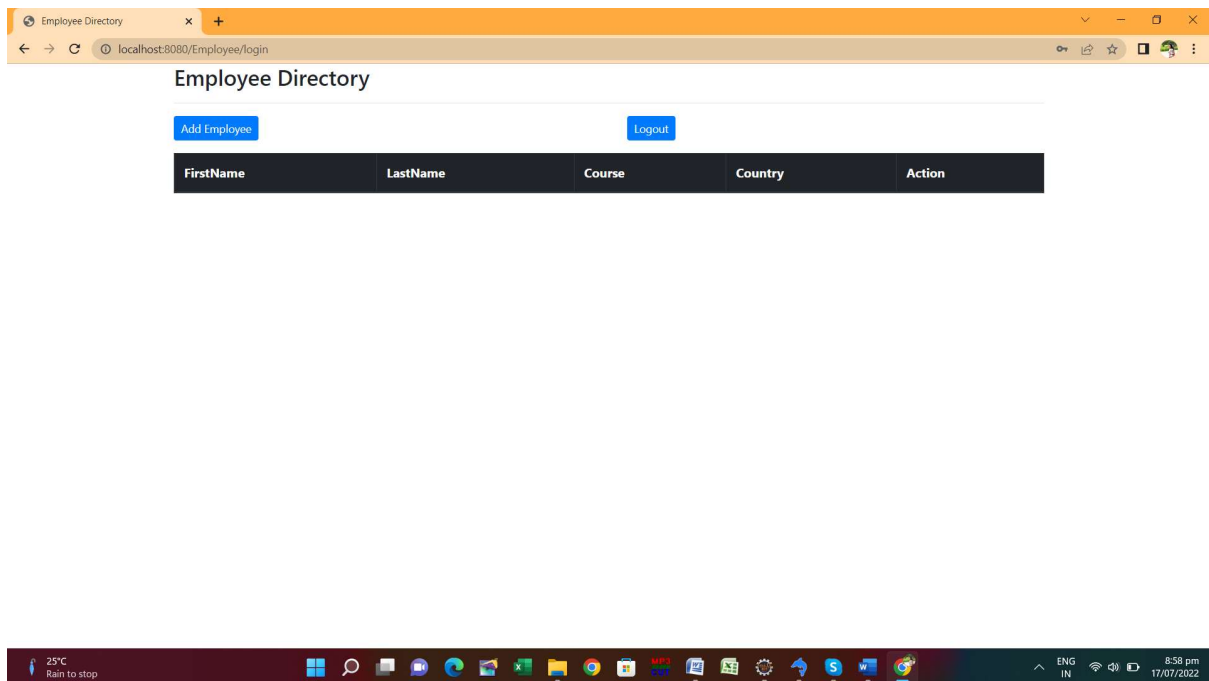 Employee Directory
localhost:8080/Employee/login
Employee Directory
Add Employee Logout
FirstName LastName Course Country Action
25°C
Rain to stop
ENG
IN
8:58 pm
17/07/2022